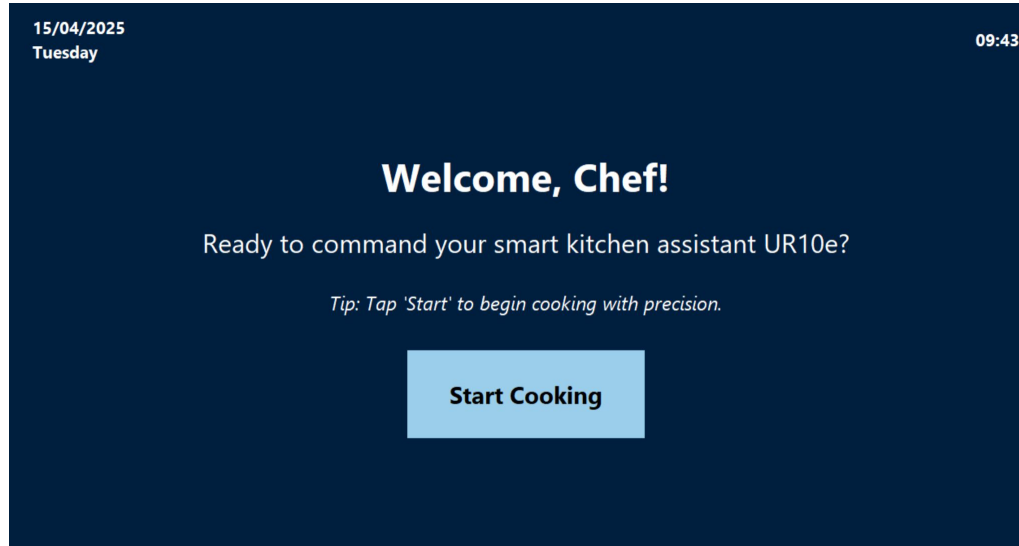 15/04/2025
Tuesday
09:43
Welcome, Chef!
Ready to command your smart kitchen assistant UR10e?
Tip: Tap 'Start' to begin cooking with precision.
Start Cooking